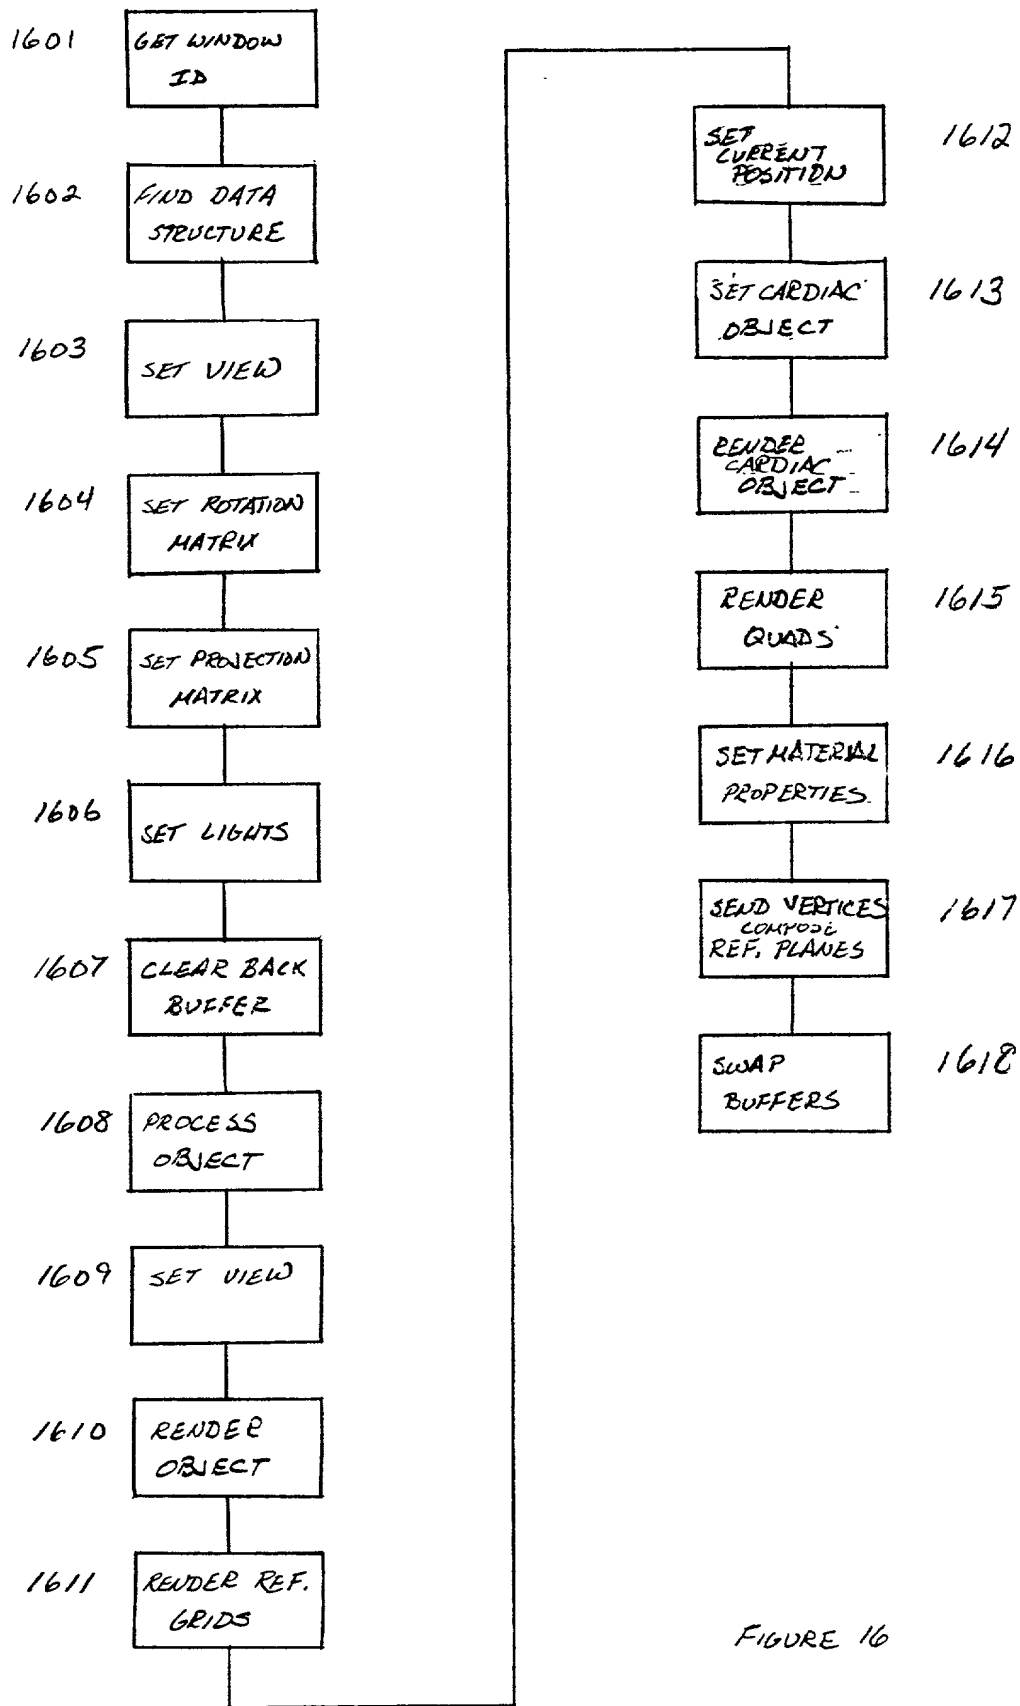 1601
GET WINDOW
ID
1602
FIND DATA
STRUCTURE
1603
SET VIEW
1604
SET ROTATION
MATRIX
1605
SET PROJECTION
MATRIX
1606
SET LIGHTS
1607
CLEAR BACK
BUFFER
1608
PROCESS
OBJECT
1609
SET VIEW
1610
RENDER
OBJECT
1611
RENDER REF.
GRIDS
SET
CURRENT
POSITION
1612
SET CARDIAC
OBJECT
1613
RENDER
CARDIAC
OBJECT
1614
RENDER
QUADS
1615
SET MATERIAL
PROPERTIES.
1616
SEND VERTICES
COMPOSE
REF. PLANES
1617
SWAP
BUFFERS
1618
FIGURE 16